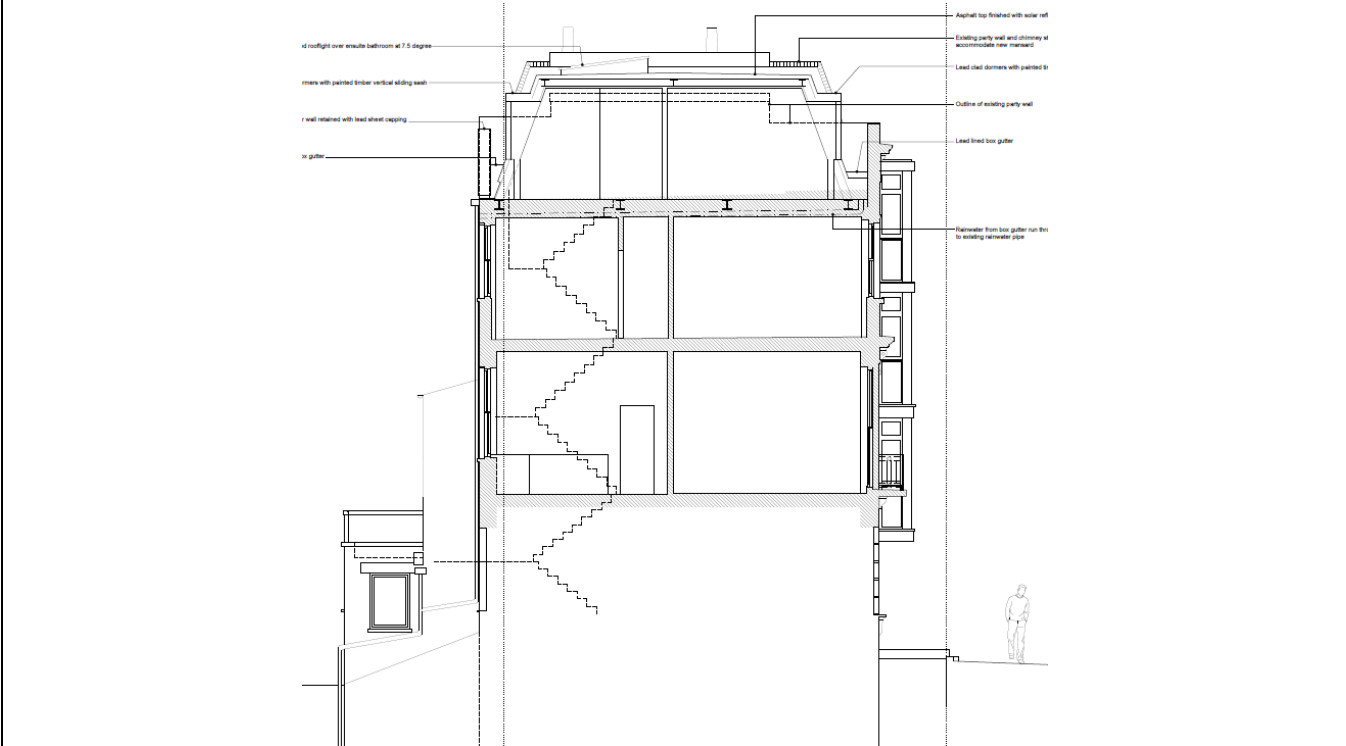 Asphalt top finished with solar refl
d rooflight over ensuite bathroom at 7.5 degree
Existing party wall and chimney st
accommodate new mansard
Lead clad dormers with painted tir
rmers with painted timber vertical sliding sash
Outline of existing party wall
r wall retained with lead sheet capping
Lead lined box gutter
ox gutter
Rainwater from box gutter run thro
to existing rainwater pipe